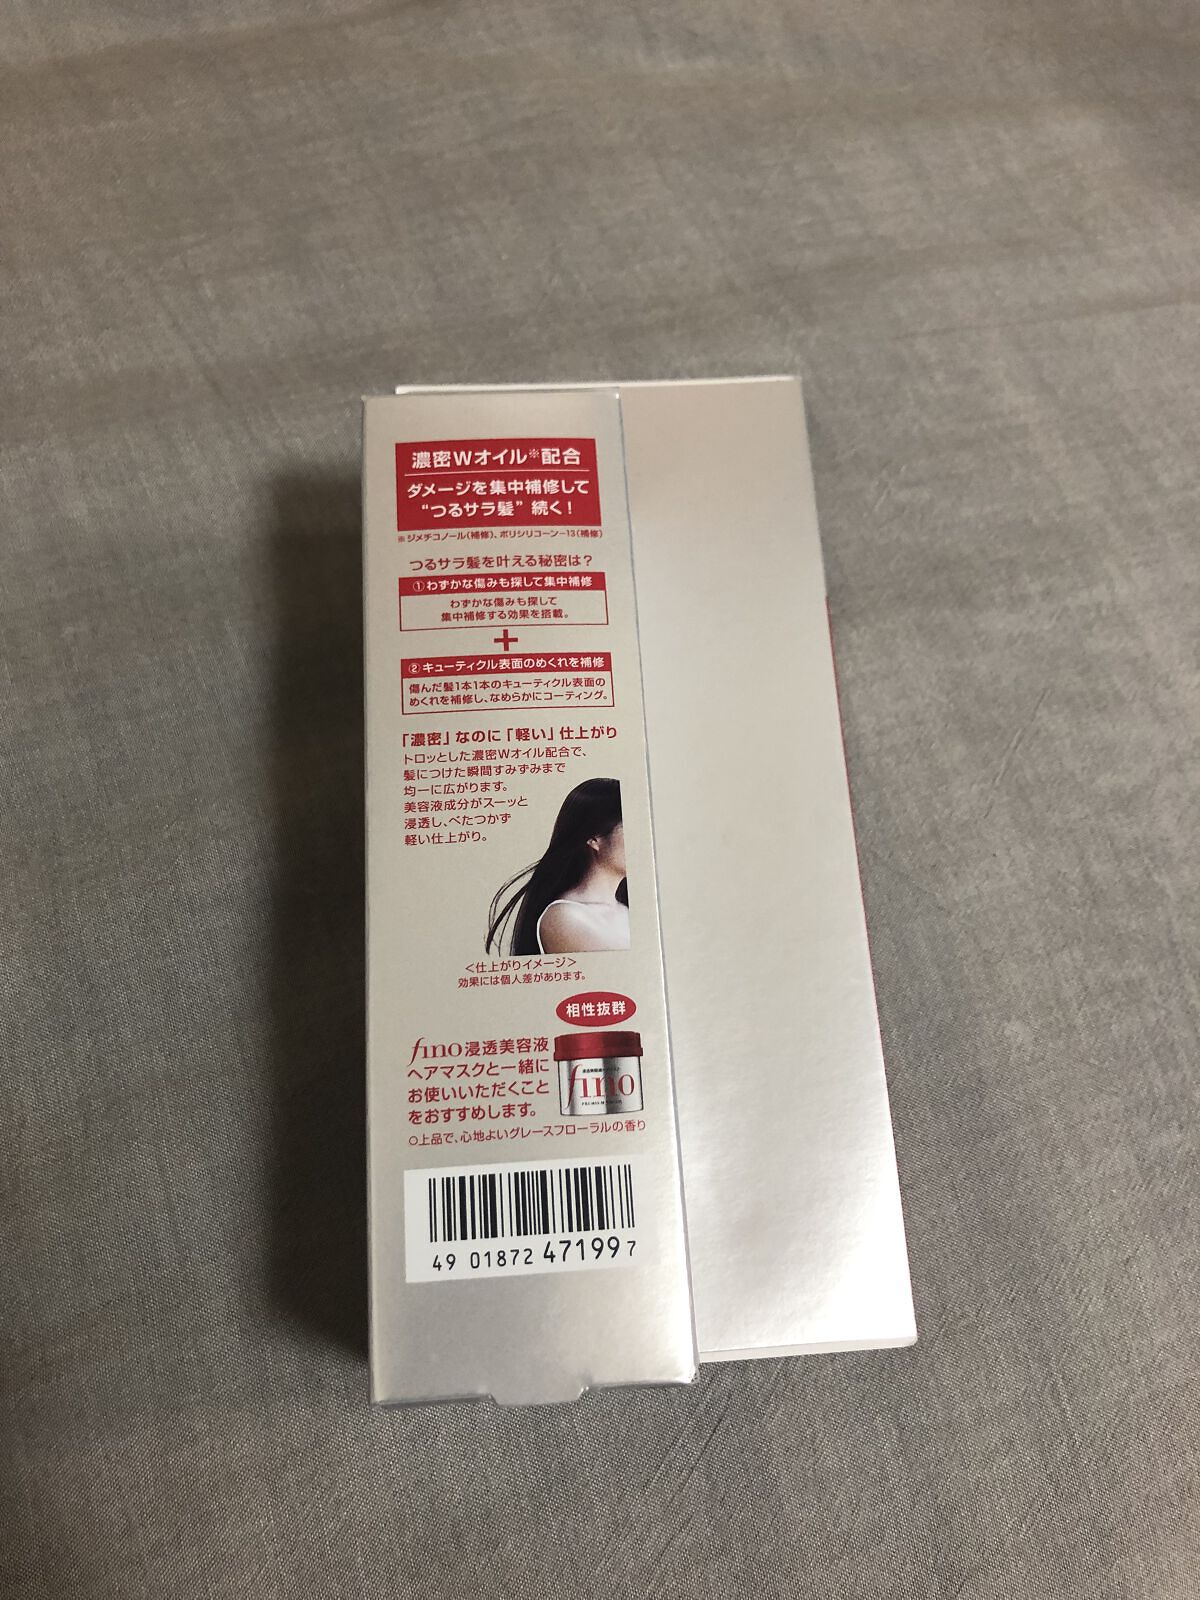 濃密Wオイル※配合
ダメージを集中補修して
“つるサラ髪”続く！
※ジメチコノール(補修)、ポリシリコーン-13(補修)
つるサラ髪を叶える秘密は？
①わずかな傷みも探して集中補修
わずかな傷みも探して
集中補修する効果を搭載。
+
②キューティクル表面のめくれを補修
傷んだ髪1本1本のキューティクル表面の
めくれを補修し、なめらかにコーティング。
「濃密」なのに「軽い」仕上がり
トロッとした濃密Wオイル配合で、
髪につけた瞬間すみずみまで
均一に広がります。
美容液成分がスーッと
浸透し、べたつかず
軽い仕上がり。
＜仕上がりイメージ＞
効果には個人差があります。
相性抜群
fino浸透美容液
ヘアマスクと一緒に
お使いいただくこと
をおすすめします。
fino
○上品で、心地よいグレースフローラルの香り
49 01872 471997